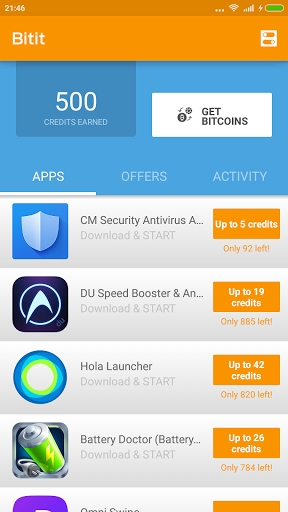 21:46
Bitit
500
CREDITS EARNED
GET
BITCOINS
APPS
OFFERS
ACTIVITY
CM Security Antivirus A...
Download & START
Up to 5 credits
Only 92 left!
DU Speed Booster & An...
Download & START
Up to 19
credits
Only 885 left!
du
Hola Launcher
Download & START
Up to 42
credits
Only 820 left!
Battery Doctor (Battery...
Download & START
Up to 26
credits
Only 784 left!
Omni Swipe